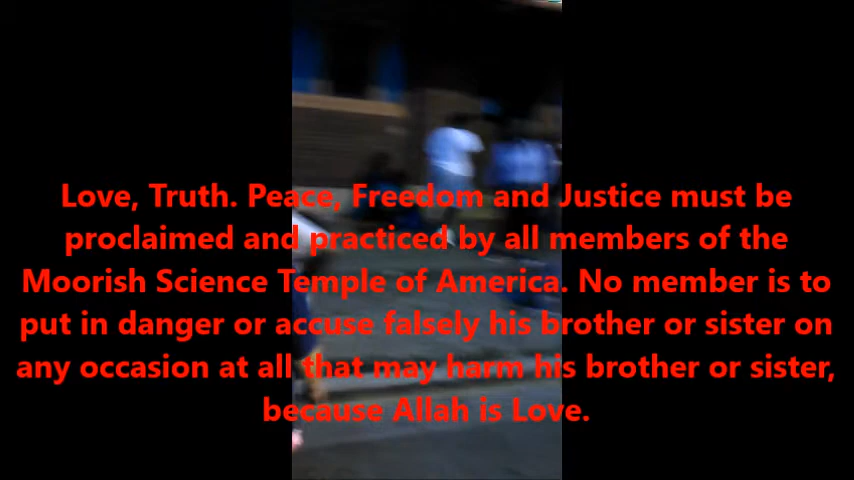 Love, Truth. Peace, Freedom and Justice must be
proclaimed and practiced by all members of the
Moorish Science Temple of America. No member is to
put in danger or accuse falsely his brother or sister on
any occasion at all that may harm his brother or sister,
because Allah is Love.